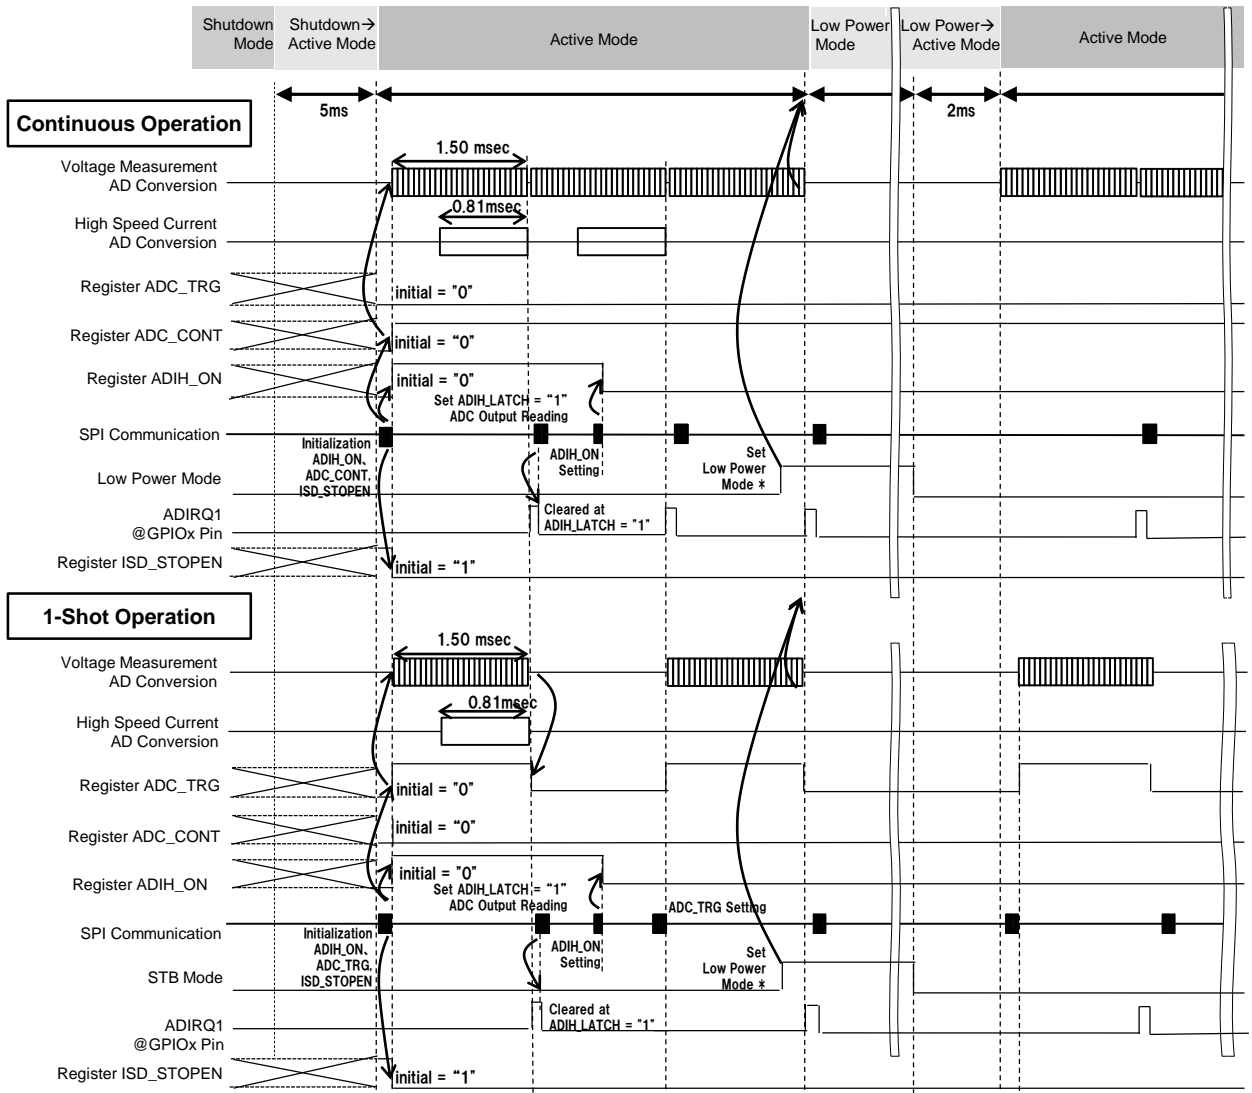 Shutdown Mode
Shutdown→ Active Mode
Active Mode
Low Power Mode
Low Power→ Active Mode
Active Mode
5ms
2ms
Continuous Operation
1.50 msec
Voltage Measurement
AD Conversion
0.81msec
High Speed Current
AD Conversion
Register ADC_TRG
initial = "0"
Register ADC_CONT
initial = “0”
Register ADIH_ON
initial = "0"
Set ADIH_LATCH = “1”
ADC Output Reading
SPI Communication
Initialization
ADIH_ON、
ADC_CONT,
ISD_STOPEN
ADIH_ON
Setting
Set
Low Power
Mode *
Low Power Mode
ADIRQ1
@GPIOx Pin
Cleared at
ADIH_LATCH = "1"
Register ISD_STOPEN
initial = “1”
1-Shot Operation
1.50 msec
Voltage Measurement
AD Conversion
0.81msec
High Speed Current
AD Conversion
Register ADC_TRG
initial = "0"
Register ADC_CONT
initial = “0”
Register ADIH_ON
initial = "0"
Set ADIH_LATCH = “1”
ADC Output Reading
ADC_TRG Setting
SPI Communication
Initialization
ADIH_ON、
ADC_TRG,
ISD_STOPEN
ADIH_ON
Setting
Set
Low Power
Mode *
STB Mode
ADIRQ1
@GPIOx Pin
Cleared at
ADIH_LATCH = "1"
Register ISD_STOPEN
initial = “1”